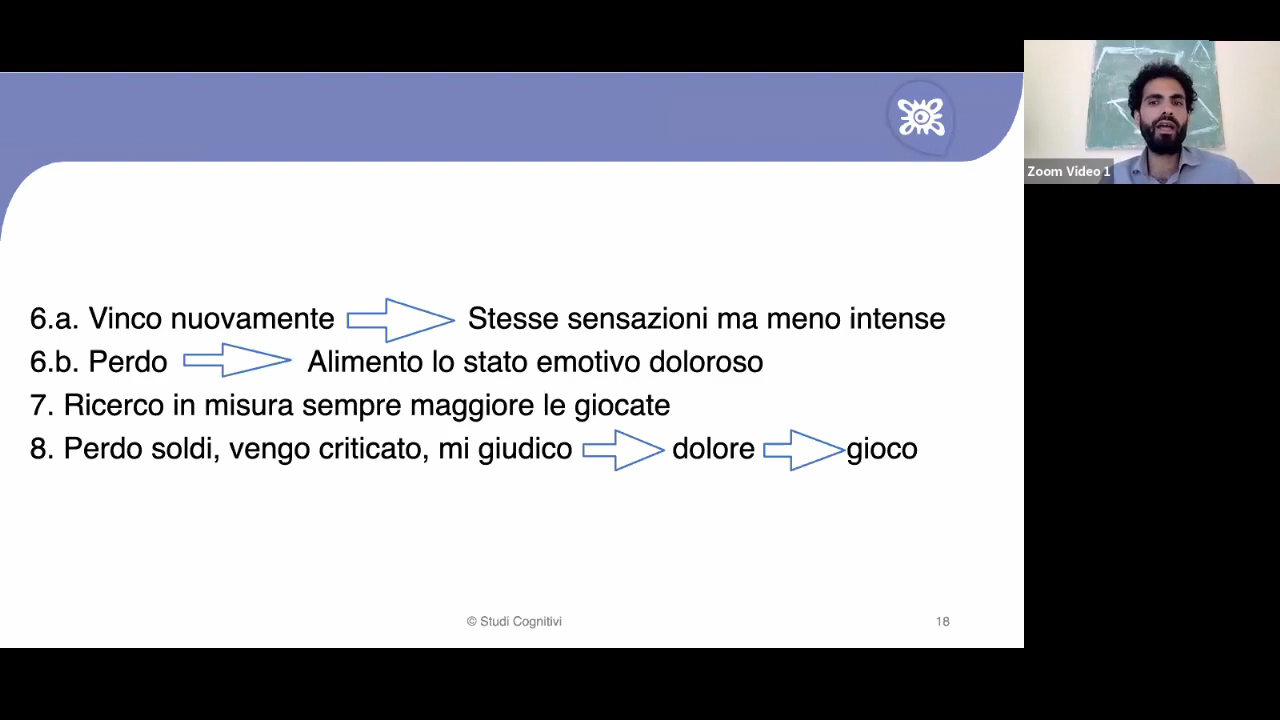 Zoom Video 1
6.a. Vinco nuovamente Stesse sensazioni ma meno intense
6.b. Perdo Alimento lo stato emotivo doloroso
7. Ricerco in misura sempre maggiore le giocate
8. Perdo soldi, vengo criticato, mi giudico dolore gioco
© Studi Cognitivi 18